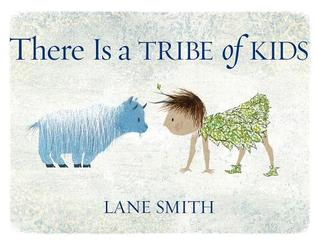 There Is a TRIBE of KIDS
LANE SMITH